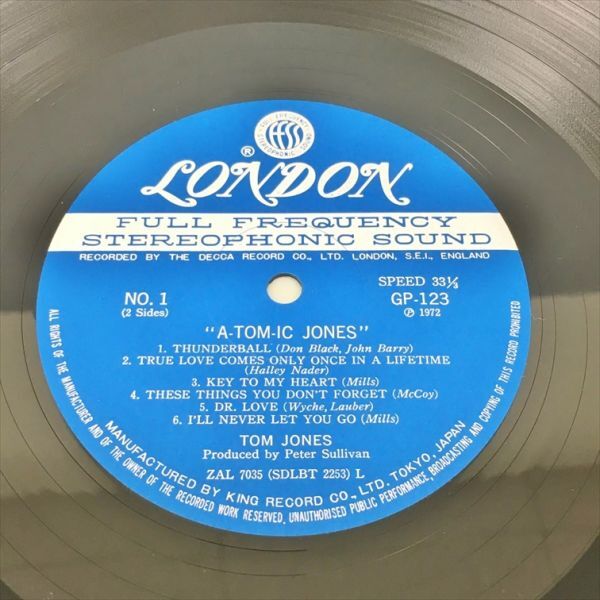 FULL FREQUENCY
STEREOPHONIC SOUND
ffss
® LONDON
FULL FREQUENCY
STEREOPHONIC SOUND
RECORDED BY THE DECCA RECORD CO., LTD. LONDON, S.E.I., ENGLAND
SPEED 33⅓
NO. 1 GP-123
(2 Sides) ℗ 1972
"A-TOM-IC JONES"
1. THUNDERBALL (Don Black, John Barry)
2. TRUE LOVE COMES ONLY ONCE IN A LIFETIME
(Halley Nader)
3. KEY TO MY HEART (Mills)
4. THESE THINGS YOU DON'T FORGET (McCoy)
5. DR. LOVE (Wyche, Lauber)
6. I'LL NEVER LET YOU GO (Mills)
TOM JONES
Produced by Peter Sullivan
ZAL 7035 (SDLBT 2253) L
MANUFACTURED BY KING RECORD CO., LTD. TOKYO, JAPAN
ALL RIGHTS OF THE MANUFACTURER AND OF THE OWNER OF THE RECORDED WORK RESERVED. UNAUTHORISED PUBLIC PERFORMANCE, BROADCASTING AND COPYING OF THIS RECORD PROHIBITED